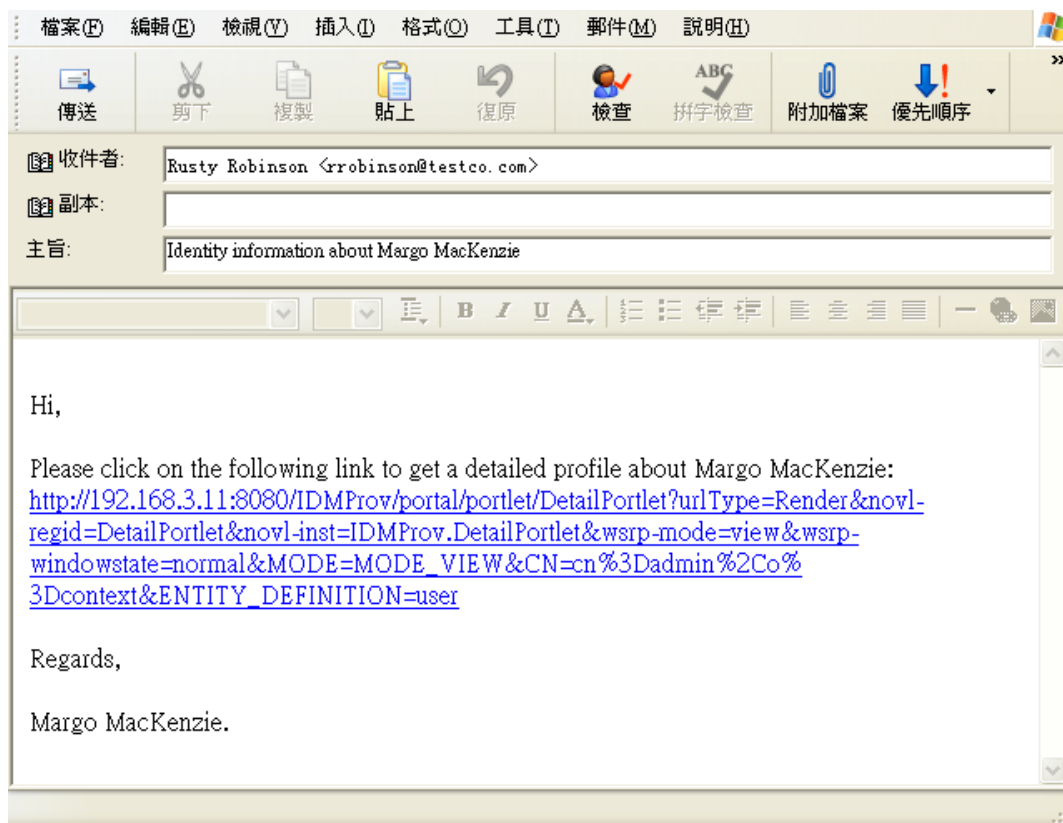 檔案(F) 編輯(E) 檢視(V) 插入(I) 格式(O) 工具(T) 郵件(M) 說明(H)
傳送 剪下 複製 貼上 復原 檢查 拼字檢查 附加檔案 優先順序
收件者: Rusty Robinson <rrobinson@testco.com>
副本:
主旨: Identity information about Margo MacKenzie
Hi,
Please click on the following link to get a detailed profile about Margo MacKenzie:
http://192.168.3.11:8080/IDMProv/portal/portlet/DetailPortlet?urlType=Render&novl-
regid=DetailPortlet&novl-inst=IDMProv.DetailPortlet&wsrp-mode=view&wsrp-
windowstate=normal&MODE=MODE_VIEW&CN=cn%3Dadmin%2Co%
3Dcontext&ENTITY_DEFINITION=user
Regards,
Margo MacKenzie.